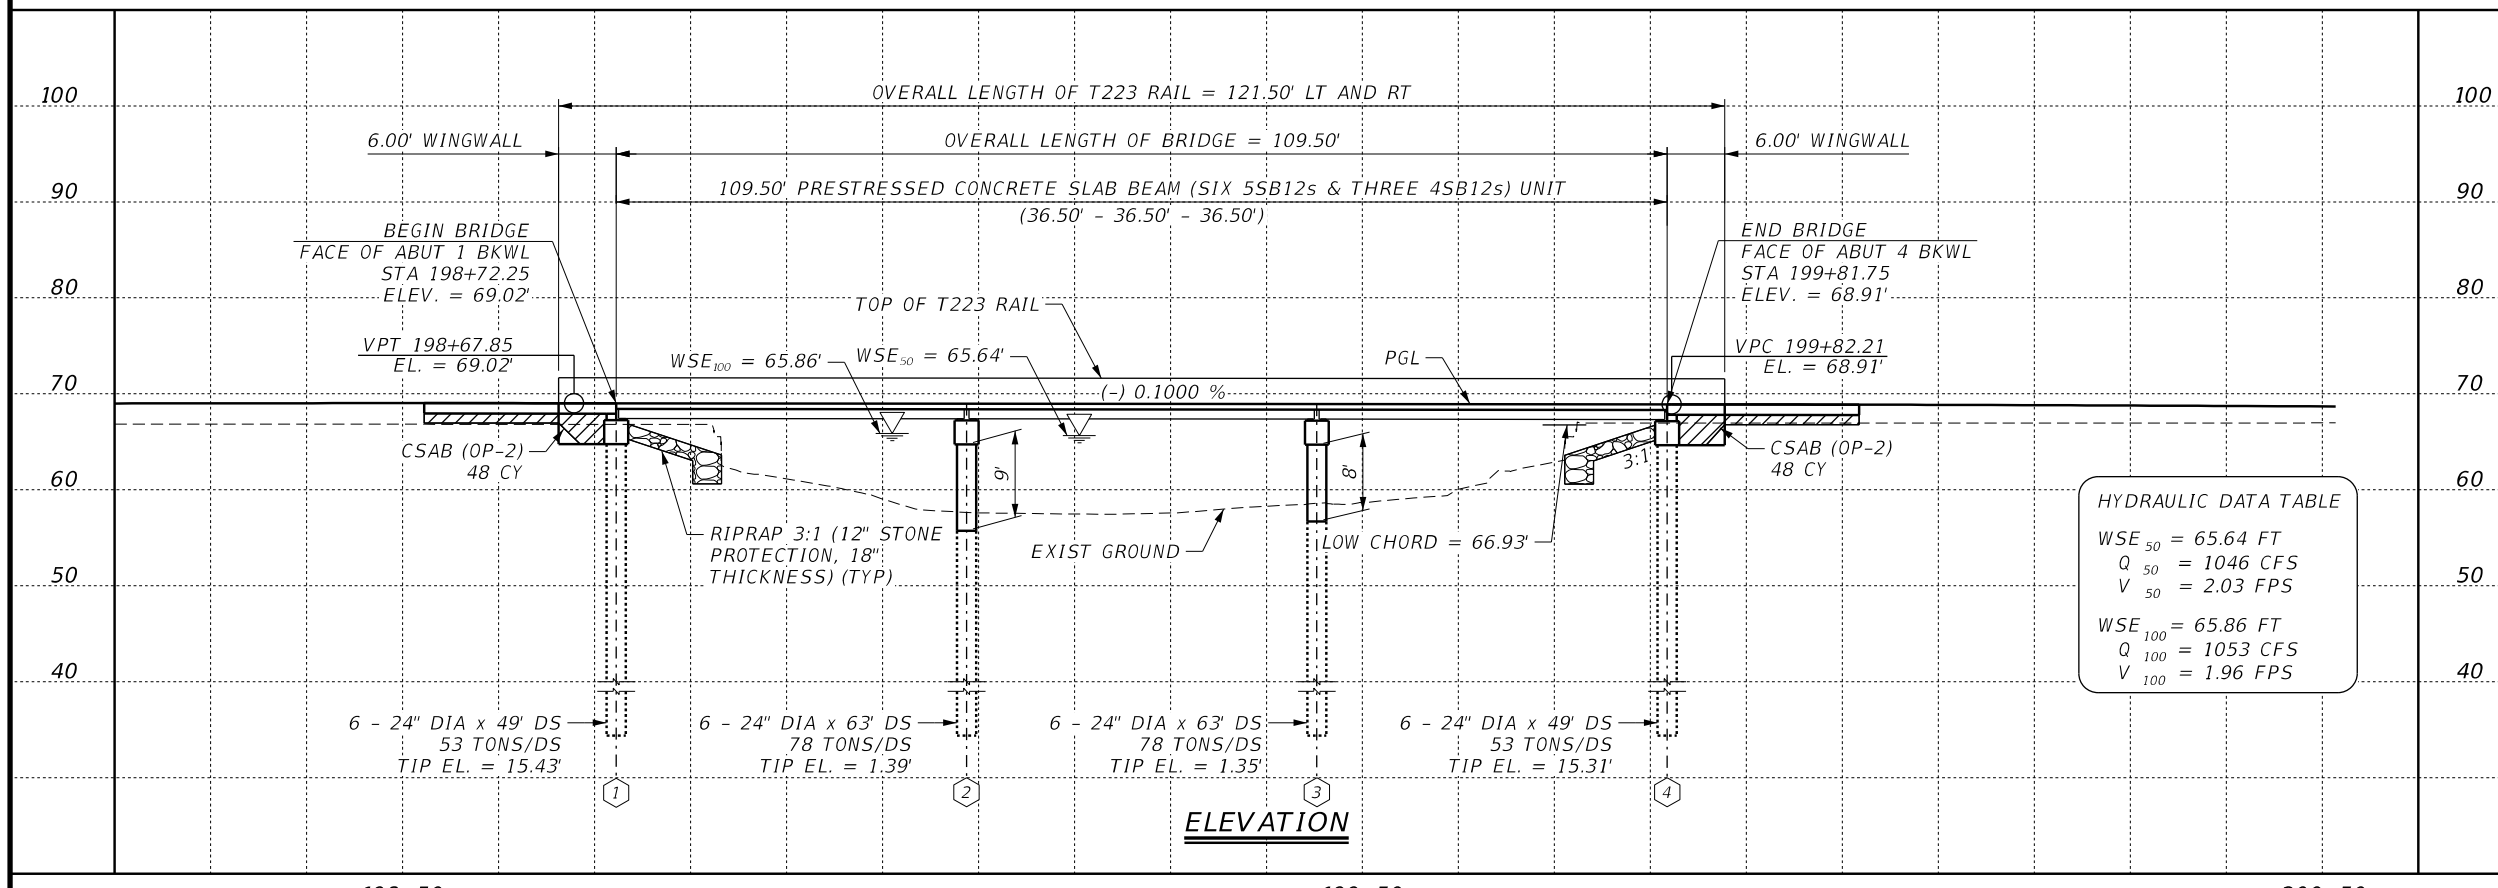 OVERALL LENGTH OF T223 RAIL = 121.50' LT AND RT
100
100
6.00' WINGWALL
OVERALL LENGTH OF BRIDGE = 109.50'
6.00' WINGWALL
109.50' PRESTRESSED CONCRETE SLAB BEAM (SIX 5SB12s & THREE 4SB12s) UNIT
(36.50' - 36.50' - 36.50')
90
90
BEGIN BRIDGE
FACE OF ABUT 1 BKWL
STA 198+72.25
ELEV. = 69.02'
END BRIDGE
FACE OF ABUT 4 BKWL
STA 199+81.75
ELEV. = 68.91'
80
80
TOP OF T223 RAIL
VPT 198+67.85
EL. = 69.02'
WSE100 = 65.86'
WSE50 = 65.64'
PGL
VPC 199+82.21
EL. = 68.91'
70
70
(-) 0.1000 %
CSAB (OP-2)
48 CY
9'
8'
3:1
CSAB (OP-2)
48 CY
60
60
RIPRAP 3:1 (12" STONE
PROTECTION, 18"
THICKNESS) (TYP)
EXIST GROUND
LOW CHORD = 66.93'
50
50
HYDRAULIC DATA TABLE
WSE 50 = 65.64 FT
Q 50 = 1046 CFS
V 50 = 2.03 FPS
WSE 100 = 65.86 FT
Q 100 = 1053 CFS
V 100 = 1.96 FPS
40
40
6 - 24" DIA x 49' DS
53 TONS/DS
TIP EL. = 15.43'
6 - 24" DIA x 63' DS
78 TONS/DS
TIP EL. = 1.39'
6 - 24" DIA x 63' DS
78 TONS/DS
TIP EL. = 1.35'
6 - 24" DIA x 49' DS
53 TONS/DS
TIP EL. = 15.31'
1
2
3
4
ELEVATION